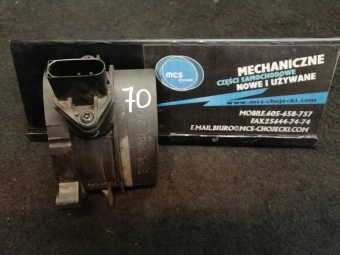 70
mcs
MECHANICZNE
CZĘŚCI SAMOCHODOWE
NOWE I UŻYWANE
www.mcs-chojecki.com
MOBILE.605-658-757
FAX.25644-74-74
E.MAIL.BIURO@MCS-CHOJECKI.COM